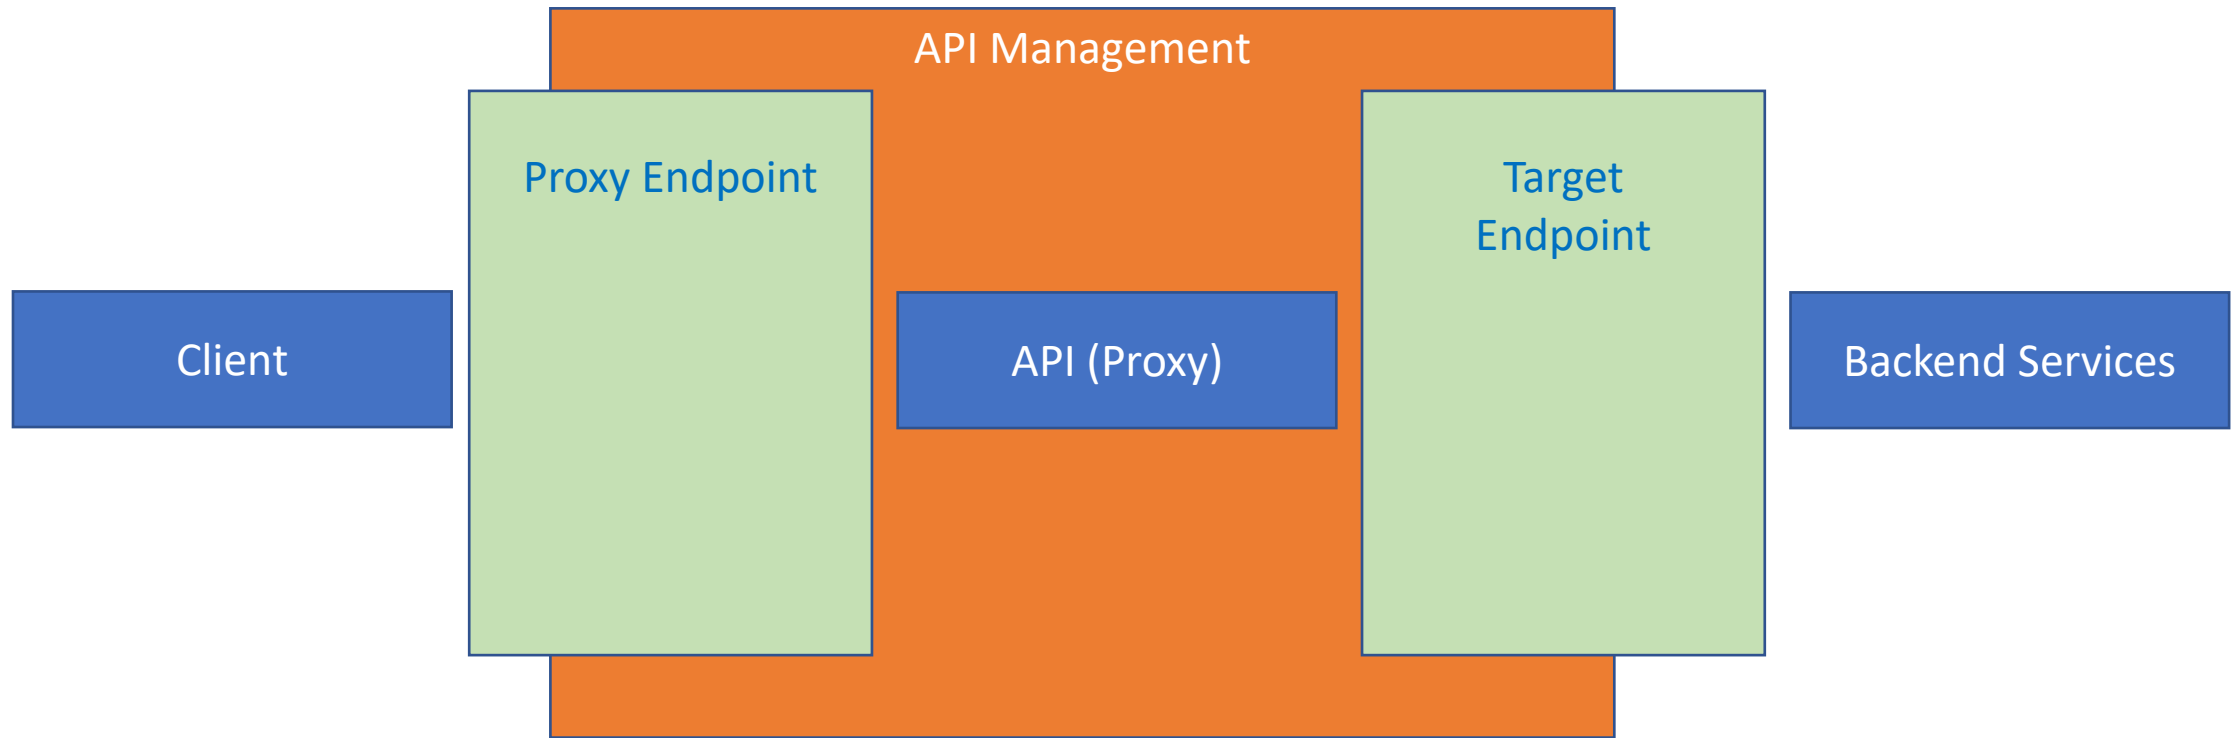 API Management
Proxy Endpoint
Target
Endpoint
Client
API (Proxy)
Backend Services